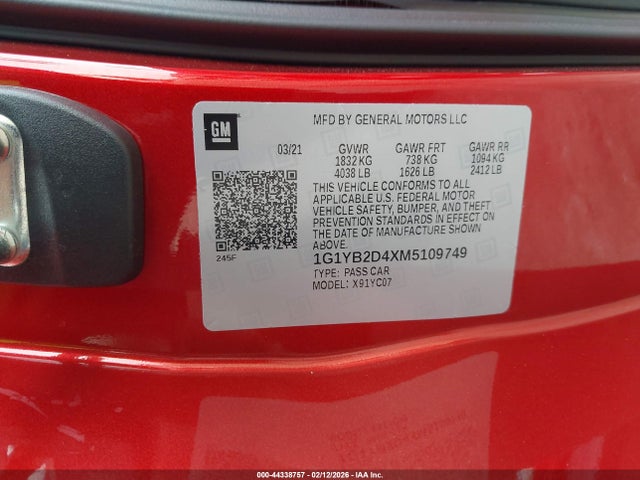 GM
MFD BY GENERAL MOTORS LLC
03/21 GVWR GAWR FRT GAWR RR
1832 KG 738 KG 1094 KG
4038 LB 1626 LB 2412 LB
THIS VEHICLE CONFORMS TO ALL
APPLICABLE U.S. FEDERAL MOTOR
VEHICLE SAFETY, BUMPER, AND THEFT
PREVENTION STANDARDS IN EFFECT ON
THE DATE OF MANUFACTURE SHOWN
ABOVE.
245F
1G1YB2D4XM5109749
TYPE: PASS CAR
MODEL: X91YC07
000-44338757 - 02/12/2026 - IAA Inc.